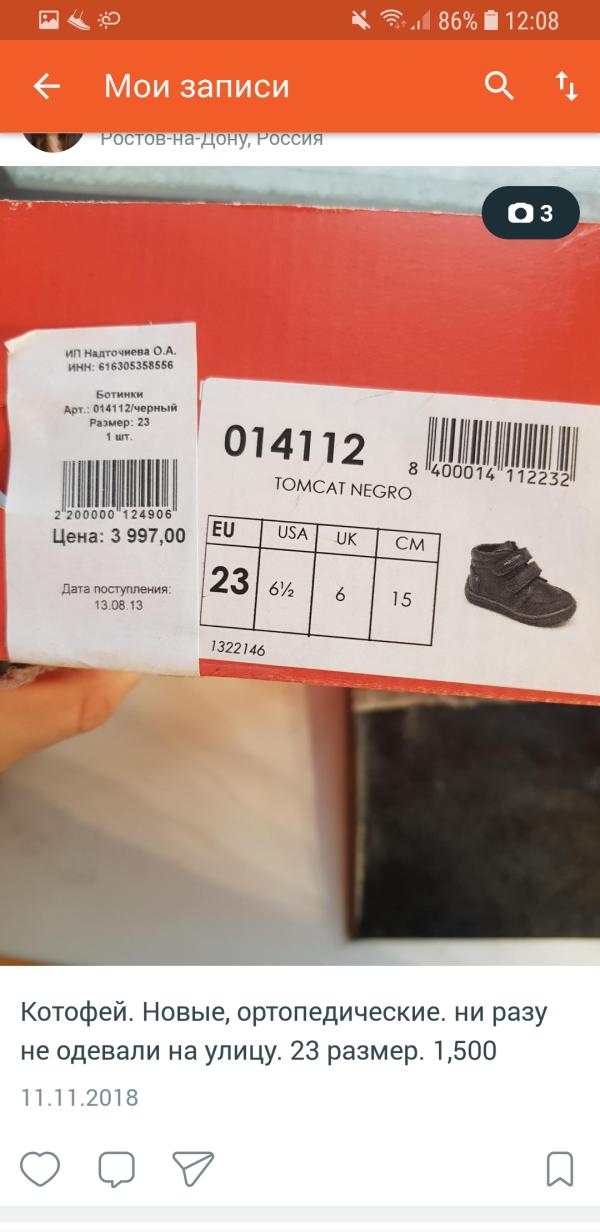 86% 12:08
Мои записи
Ростов-на-Дону, Россия
3
ИП Надточиева О.А.
ИНН: 616305358556
Ботинки
Арт.: 014112/черный
Размер: 23
1 шт.
2 200000 124906
Цена: 3 997,00
Дата поступления:
13.08.13
014112
8 400014 112232
TOMCAT NEGRO
EU USA UK CM
23 6½ 6 15
1322146
Котофей. Новые, ортопедические. ни разу
не одевали на улицу. 23 размер. 1,500
11.11.2018